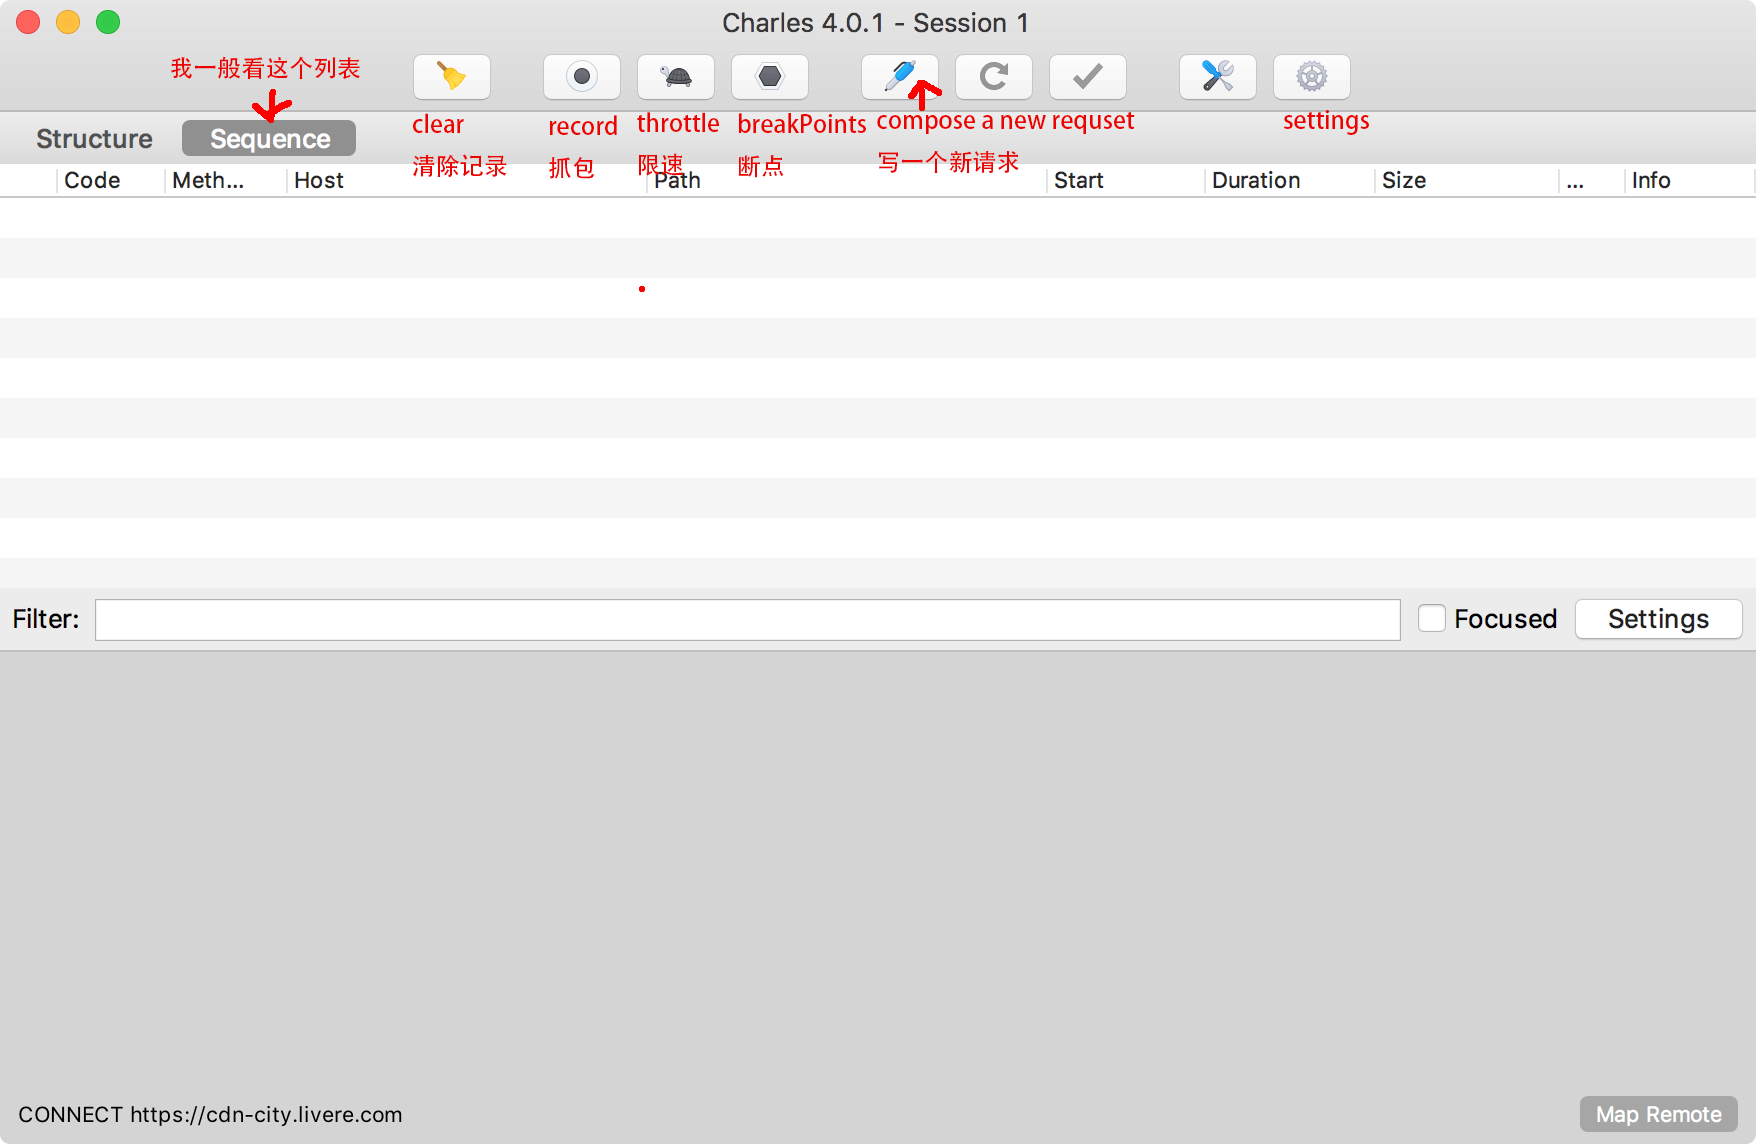 Charles 4.0.1 - Session 1
我一般看这个列表
Structure
Sequence
clear
清除记录
record
抓包
throttle
限速
breakPoints
断点
compose a new requset
写一个新请求
settings
Code
Meth...
Host
Path
Start
Duration
Size
...
Info
Filter:
Focused
Settings
CONNECT https://cdn-city.livere.com
Map Remote